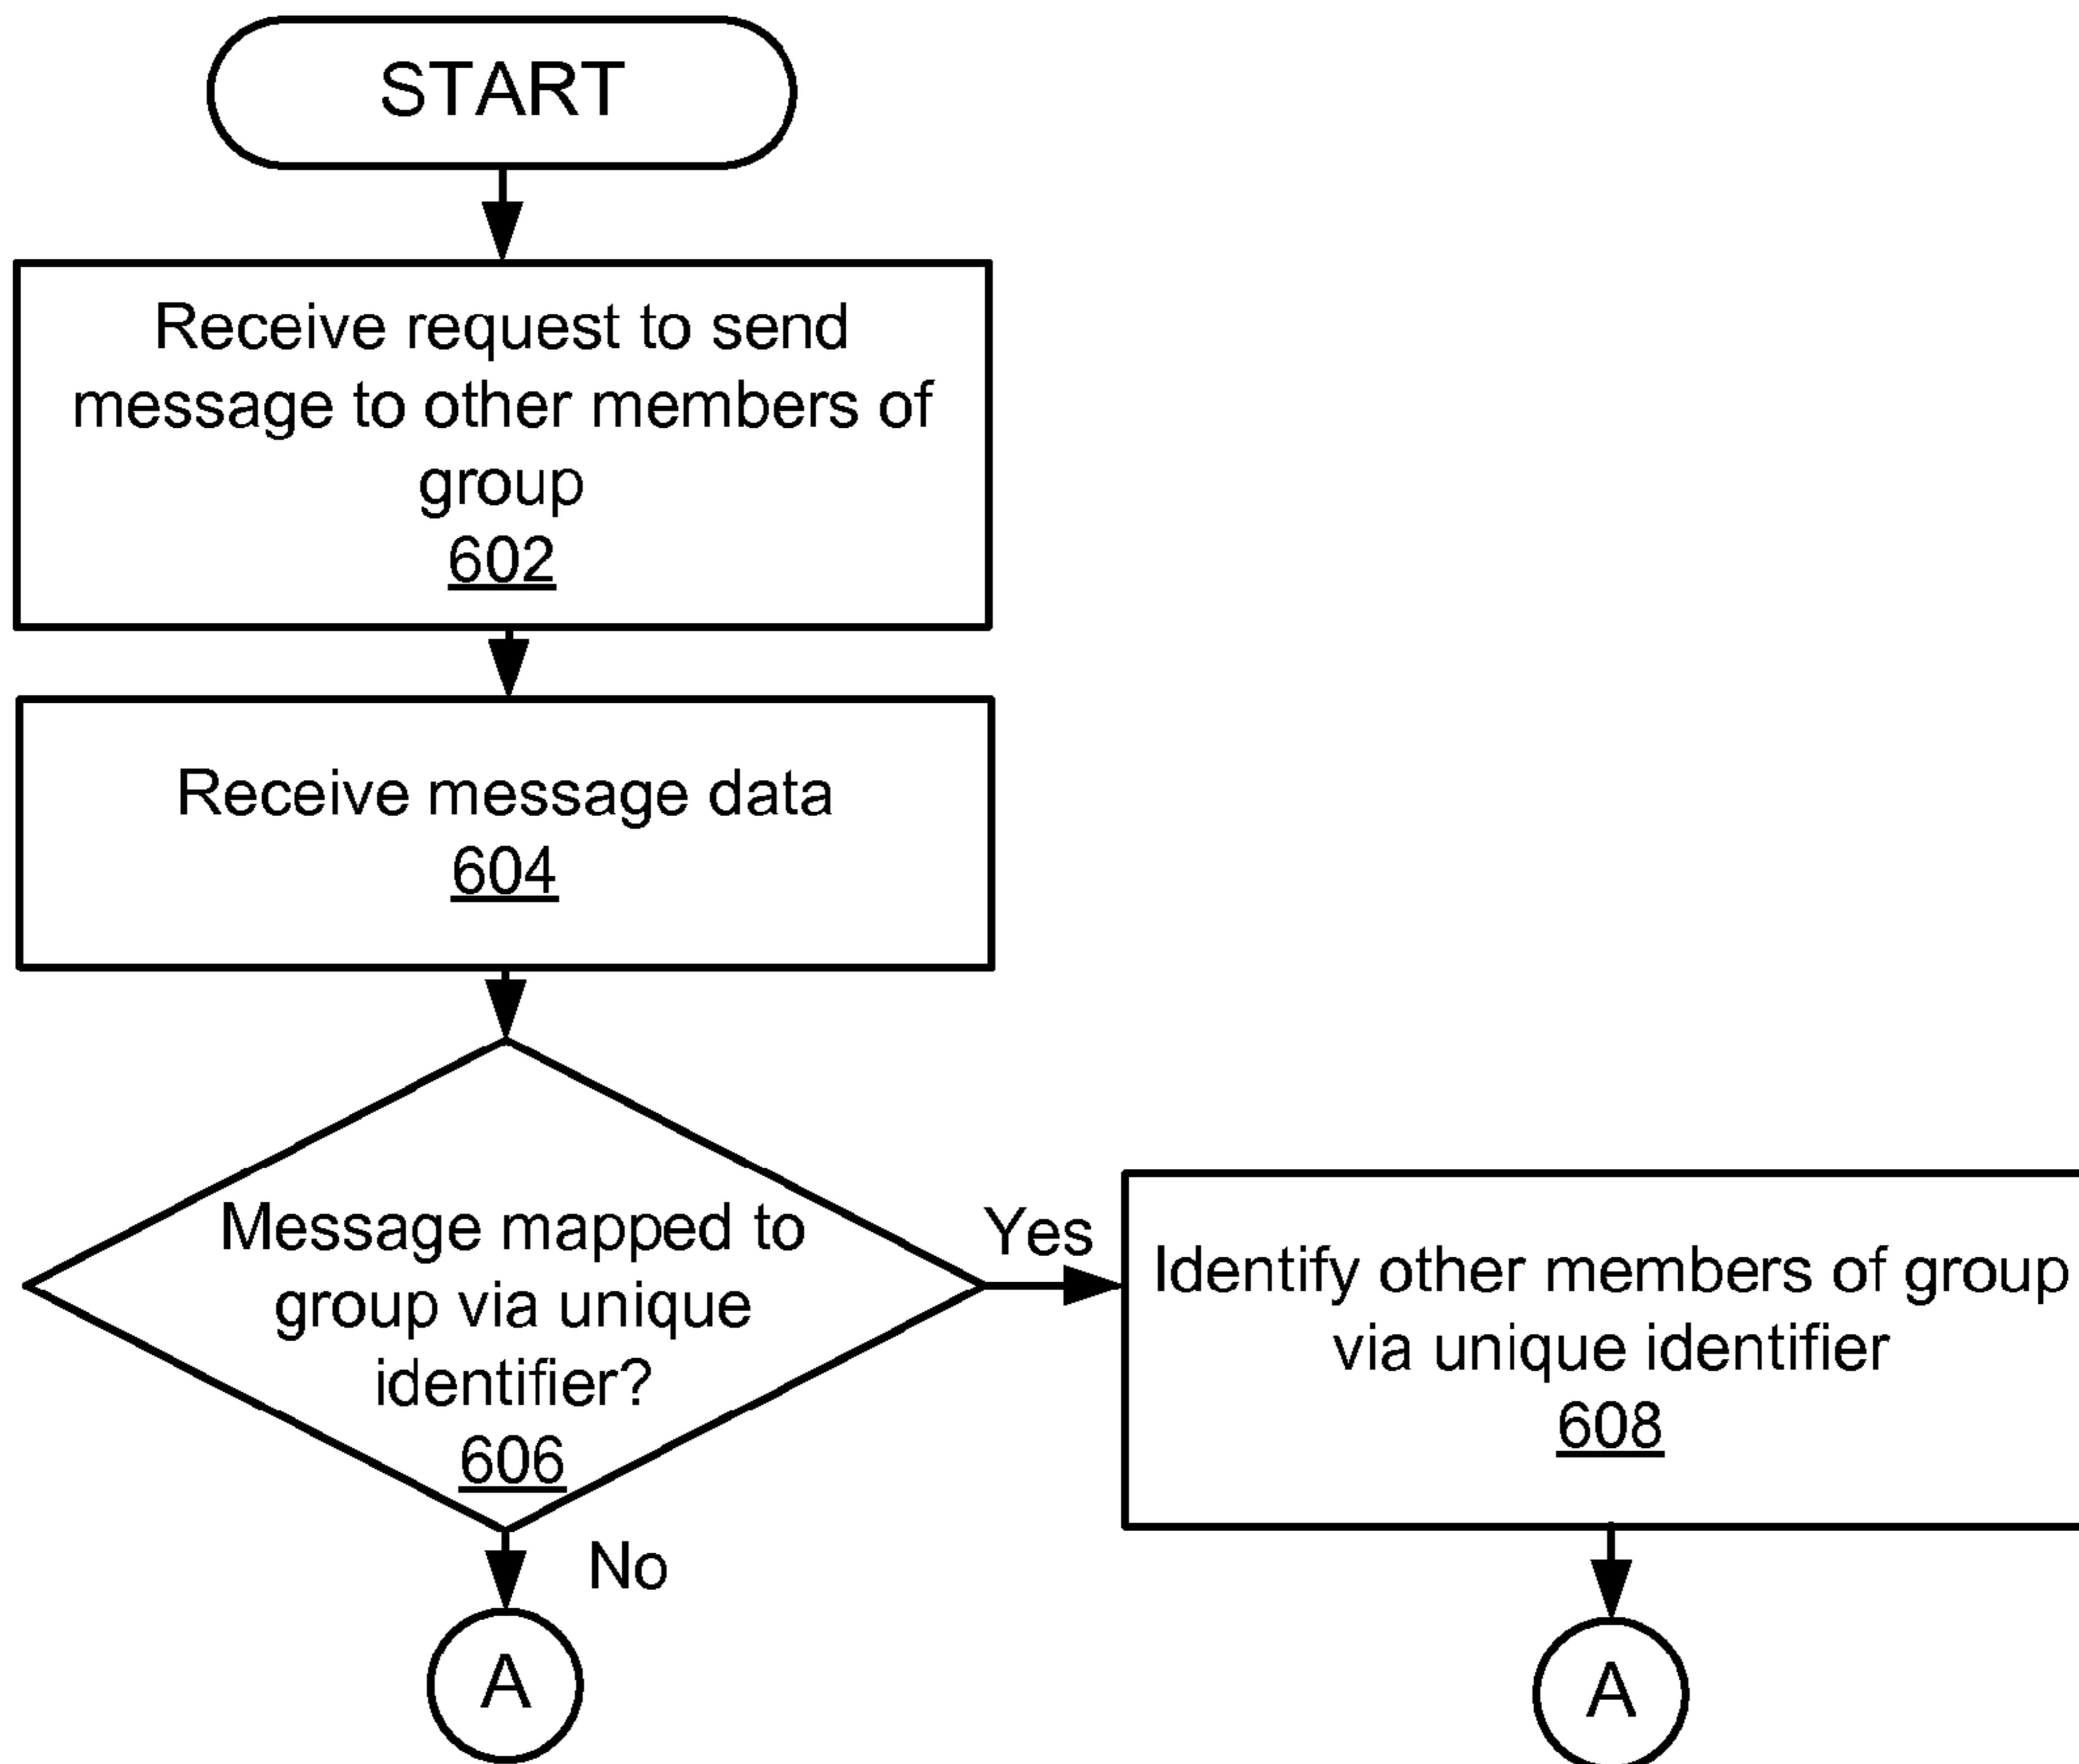 START
Receive request to send
message to other members of
group
602
Receive message data
604
Message mapped to
group via unique
identifier?
606
Yes
Identify other members of group
via unique identifier
608
No
A
A